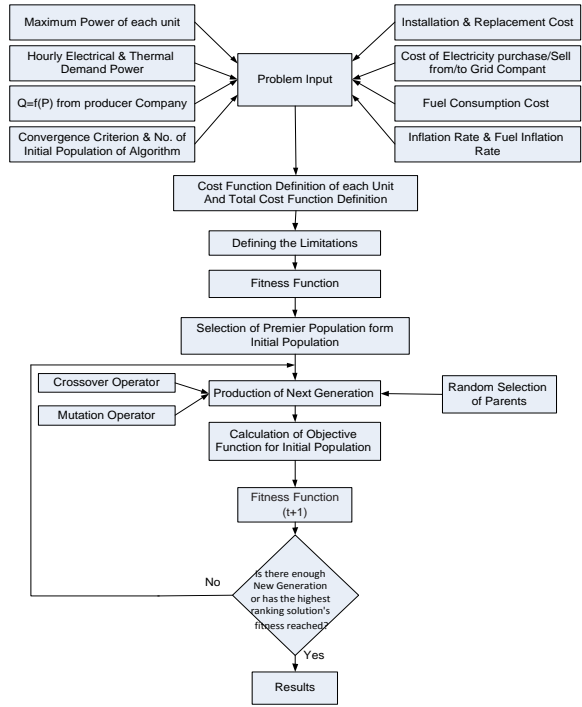 Maximum Power of each unit
Hourly Electrical & Thermal
Demand Power
Q=f(P) from producer Company
Convergence Criterion & No. of
Initial Population of Algorithm
Problem Input
Installation & Replacement Cost
Cost of Electricity purchase/Sell
from/to Grid Compant
Fuel Consumption Cost
Inflation Rate & Fuel Inflation
Rate
Cost Function Definition of each Unit
And Total Cost Function Definition
Defining the Limitations
Fitness Function
Selection of Premier Population form
Initial Population
Crossover Operator
Mutation Operator
Production of Next Generation
Random Selection
of Parents
Calculation of Objective
Function for Initial Population
Fitness Function
(t+1)
Is there enough
New Generation
or has the highest
ranking solution's
fitness reached?
No
Yes
Results